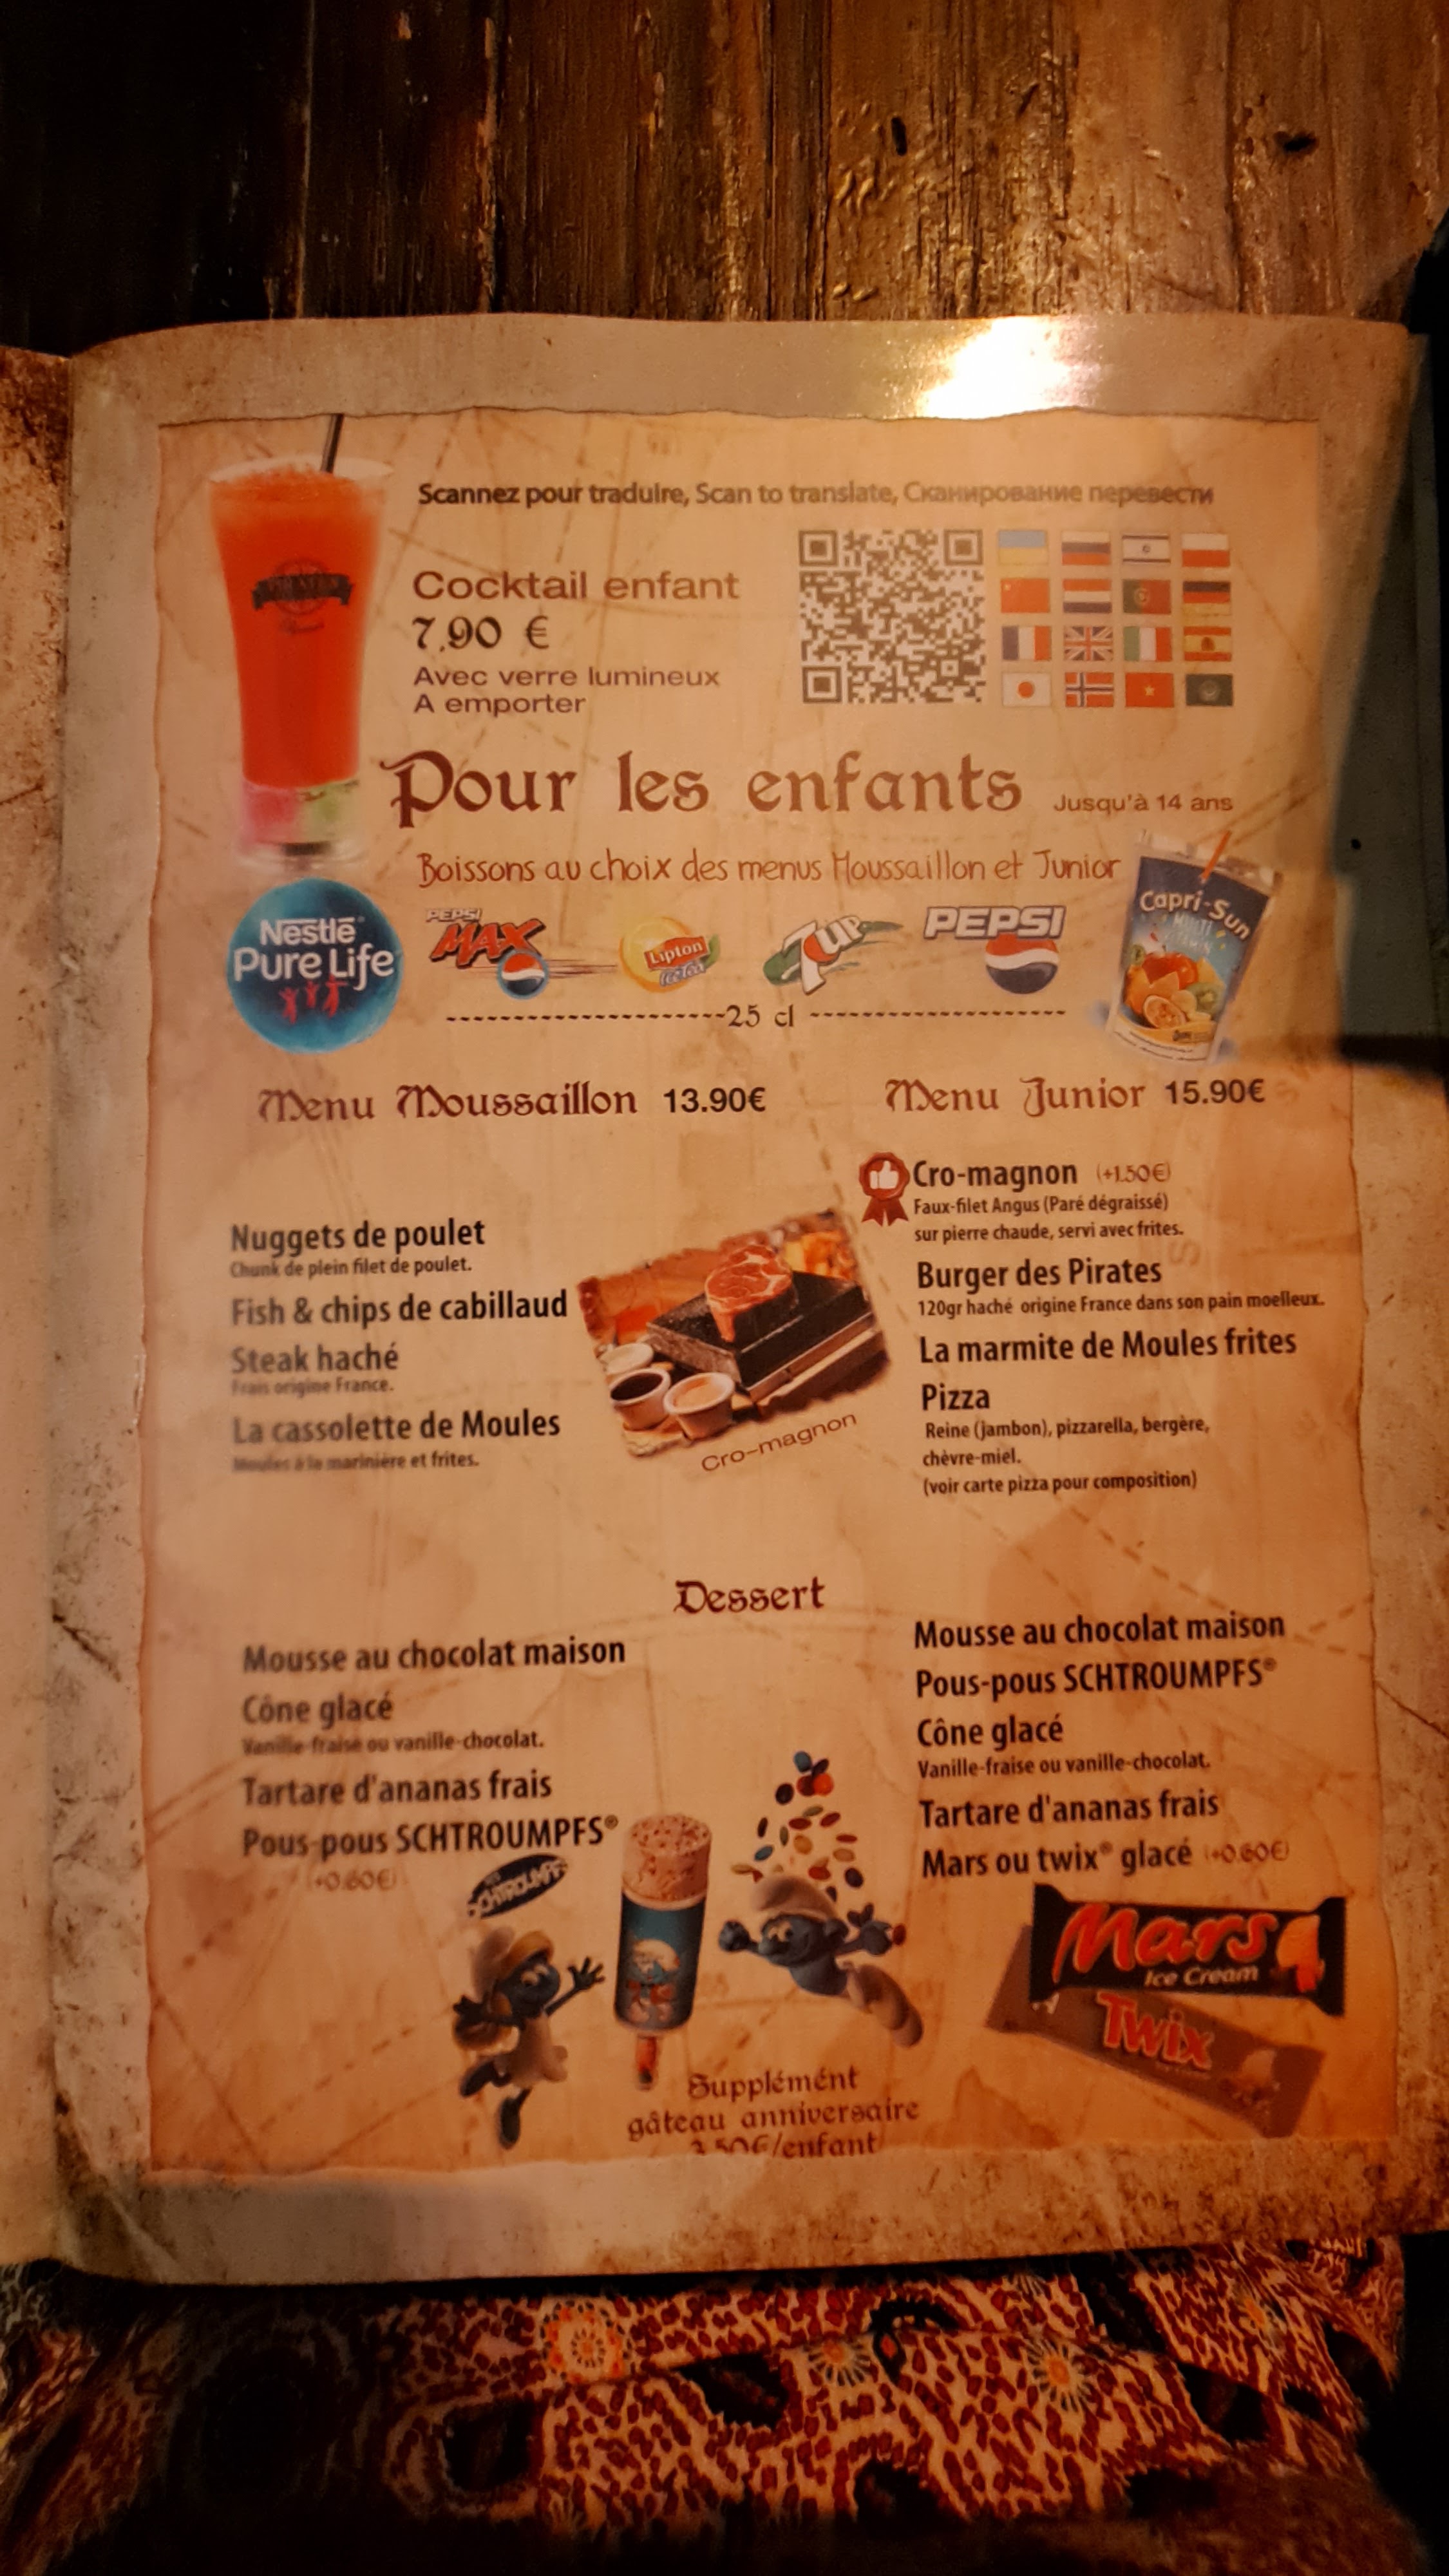 Scannez pour traduire, Scan to translate, Сканирование перевести
Cocktail enfant
7,90 €
Avec verre lumineux
A emporter
Pour les enfants Jusqu'à 14 ans
Boissons au choix des menus Moussaillon et Junior
Nestlé
Pure Life
PEPSI
MAX
Lipton
Ice Tea
7up
PEPSI
Capri-Sun
MULTI
VITAMIN
25 cl
Menu Moussaillon 13.90€
Nuggets de poulet
Chunk de plein filet de poulet.
Fish & chips de cabillaud
Steak haché
Frais origine France.
La cassolette de Moules
Moules à la marinière et frites.
Cro-magnon
Menu Junior 15.90€
Cro-magnon (+1.50€)
Faux-filet Angus (Paré dégraissé)
sur pierre chaude, servi avec frites.
Burger des Pirates
120gr haché origine France dans son pain moelleux.
La marmite de Moules frites
Pizza
Reine (jambon), pizzarella, bergère,
chèvre-miel.
(voir carte pizza pour composition)
Dessert
Mousse au chocolat maison
Cône glacé
Vanille-fraise ou vanille-chocolat.
Tartare d'ananas frais
Pous-pous SCHTROUMPFS®
(+0.60€)
SCHTROUMPFS
Mousse au chocolat maison
Pous-pous SCHTROUMPFS®
Cône glacé
Vanille-fraise ou vanille-chocolat.
Tartare d'ananas frais
Mars ou twix® glacé (+0.60€)
Mars
Ice Cream
Twix
Supplémént
gâteau anniversaire
3,50€/enfant